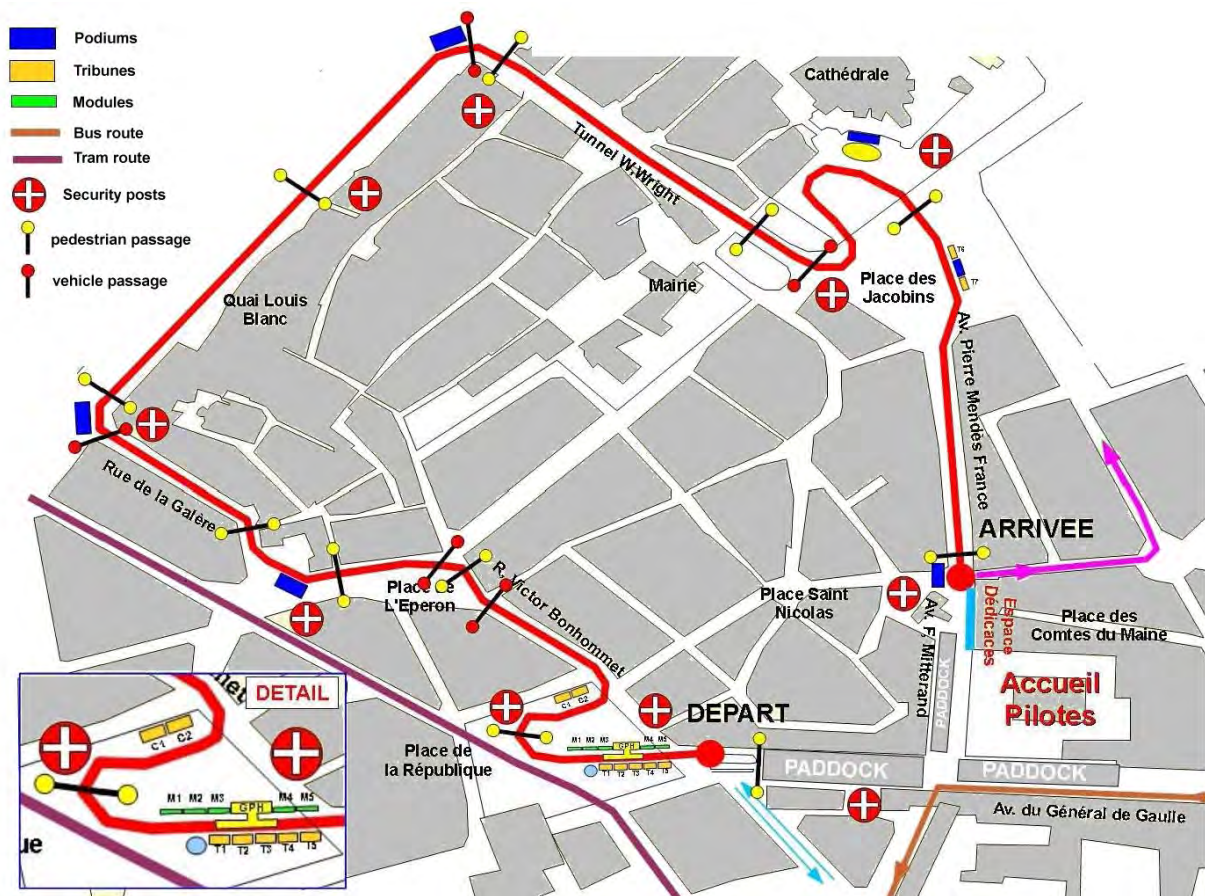 Podiums
Tribunes
Modules
Bus route
Tram route
Security posts
pedestrian passage
vehicle passage
Cathédrale
Tunnel W,Wright
T6
T7
Mairie
Place des
Jacobins
Quai Louis
Blanc
Av. Pierre Mendès France
Rue de la Galère
ARRIVEE
Place de
L'Eperon
R, Victor Bonhommet
Place Saint
Nicolas
Av. F, Mitterand
Espace
Dédicaces
Place des
Comtes du Maine
Accueil
Pilotes
PADDOCK
C1 C2
DEPART
Place de
la République
M1 M2 M3 GPH M4 M5
T1 T2 T3 T4 T5
PADDOCK
PADDOCK
Av. du Général de Gaulle
DETAIL
C1 C2
M1 M2 M3 GPH M4 M5
T1 T2 T3 T4 T5